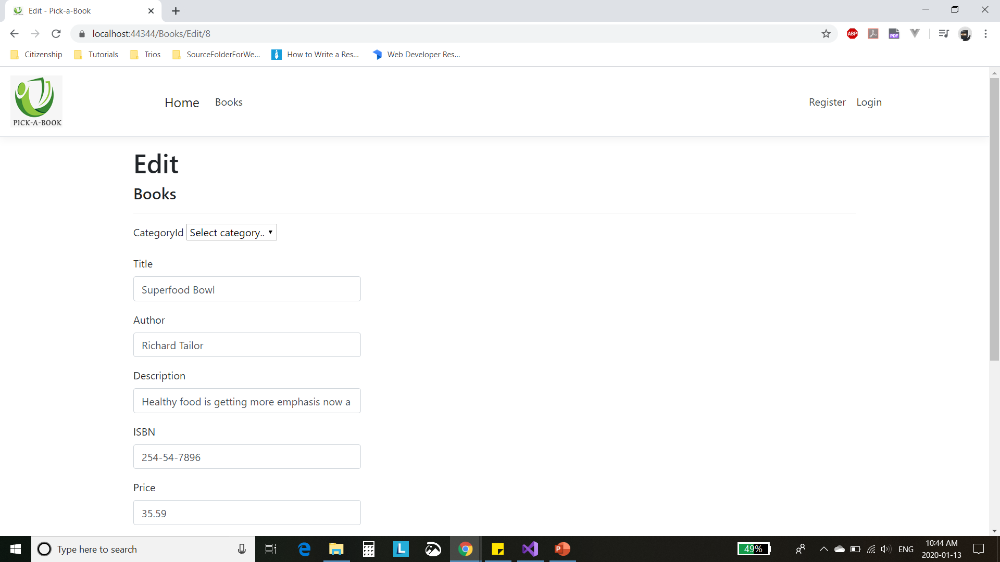 Edit - Pick-a-Book
localhost:44344/Books/Edit/8
ABP
PDF
Citizenship
Tutorials
Trios
SourceFolderForWe...
How to Write a Res...
Web Developer Res...
PICK-A-BOOK
Home
Books
Register
Login
Edit
Books
CategoryId Select category..
Title
Superfood Bowl
Author
Richard Tailor
Description
Healthy food is getting more emphasis now a
ISBN
254-54-7896
Price
35.59
Type here to search
L
P
49%
ENG
10:44 AM
2020-01-13